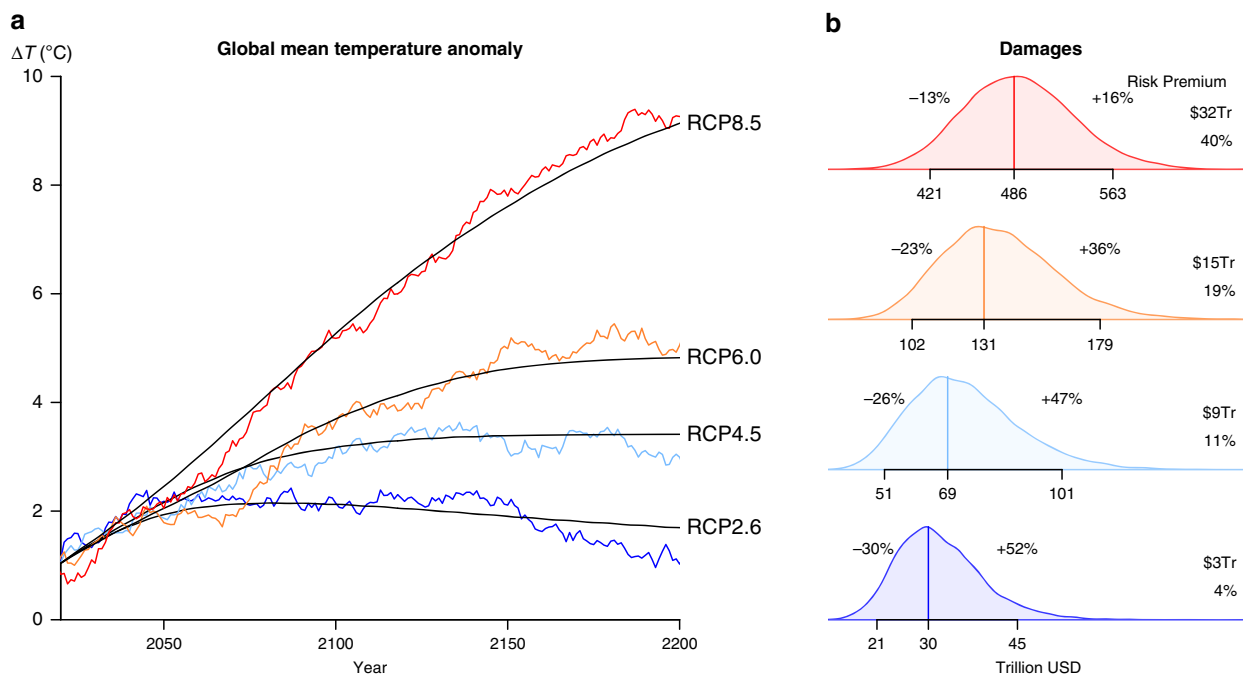 a
Global mean temperature anomaly
ΔT (°C)
10
8
6
4
2
0
2050
2100
2150
2200
Year
RCP8.5
RCP6.0
RCP4.5
RCP2.6
b
Damages
Risk Premium
–13%
+16%
$32Tr
40%
421
486
563
–23%
+36%
$15Tr
19%
102
131
179
–26%
+47%
$9Tr
11%
51
69
101
–30%
+52%
$3Tr
4%
21
30
45
Trillion USD